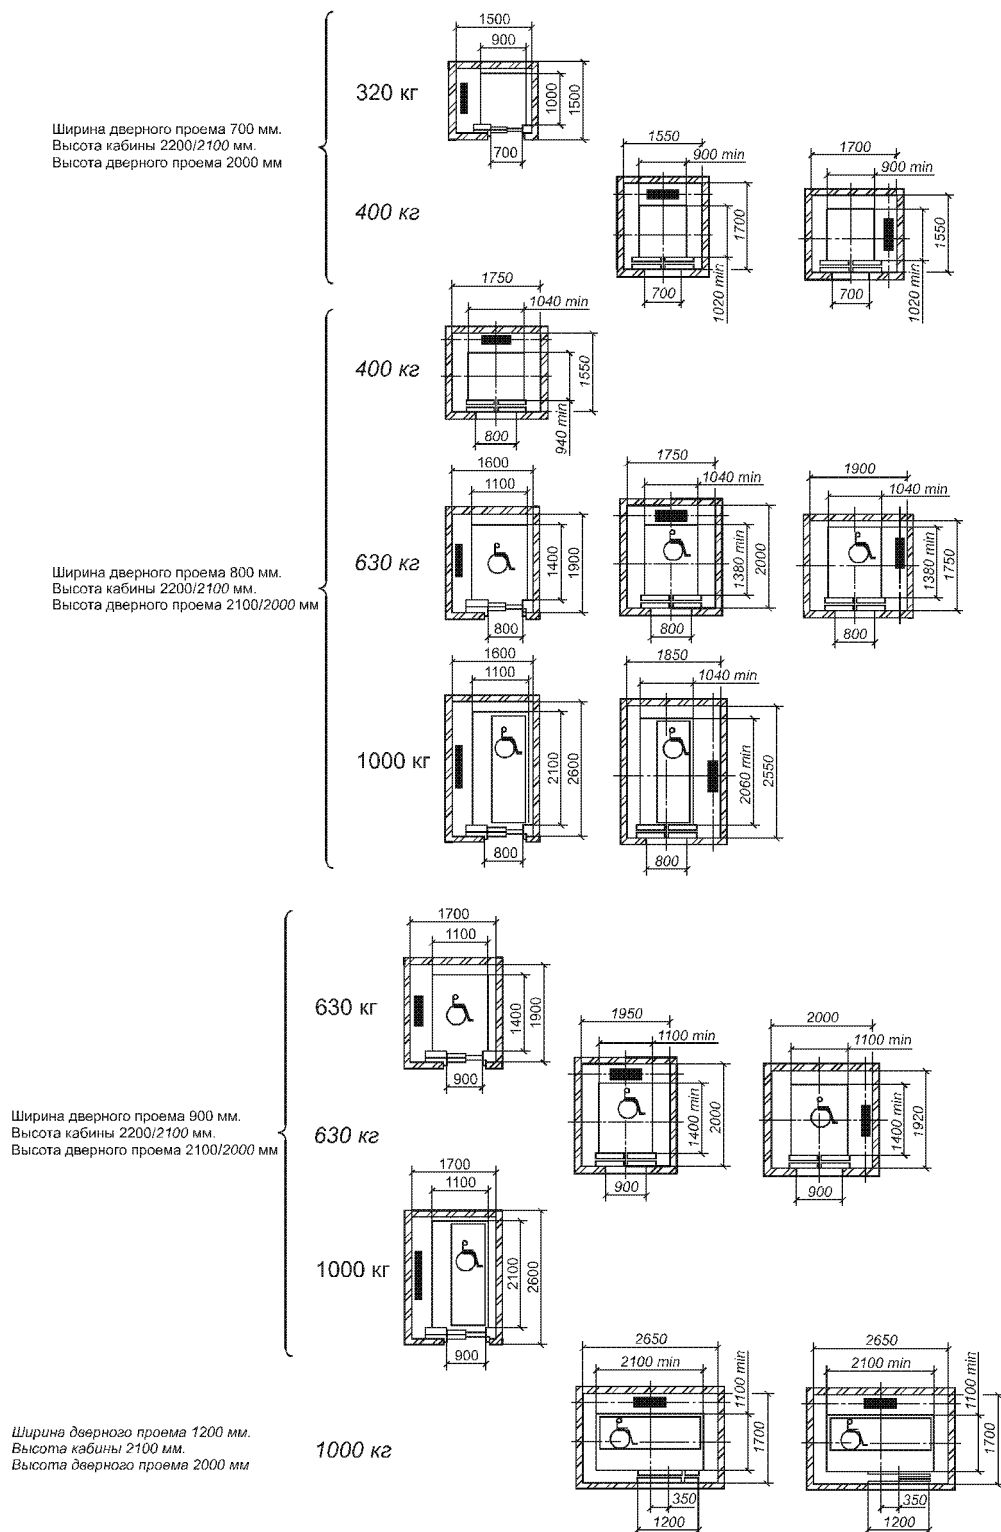 1500
900
320 кг
1000
1500
700
Ширина дверного проема 700 мм.
Высота кабины 2200/2100 мм.
Высота дверного проема 2000 мм
1550
900 min
1700
900 min
400 кг
1700
1020 min
700
1550
1020 min
700
1750
1040 min
400 кг
1550
940 min
800
1600
1100
1750
1040 min
1900
1040 min
630 кг
1400
1900
800
1380 min
2000
800
1380 min
1750
800
Ширина дверного проема 800 мм.
Высота кабины 2200/2100 мм.
Высота дверного проема 2100/2000 мм
1600
1100
1850
1040 min
1000 кг
2100
2600
800
2060 min
2550
800
1700
1100
630 кг
1400
1900
900
1950
1100 min
2000
1100 min
Ширина дверного проема 900 мм.
Высота кабины 2200/2100 мм.
Высота дверного проема 2100/2000 мм
630 кг
1400 min
2000
900
1400 min
1920
900
1700
1100
1000 кг
2100
2600
900
2650
2100 min
1100 min
2650
2100 min
1100 min
Ширина дверного проема 1200 мм.
Высота кабины 2100 мм.
Высота дверного проема 2000 мм
1000 кг
1700
350
1200
1700
350
1200